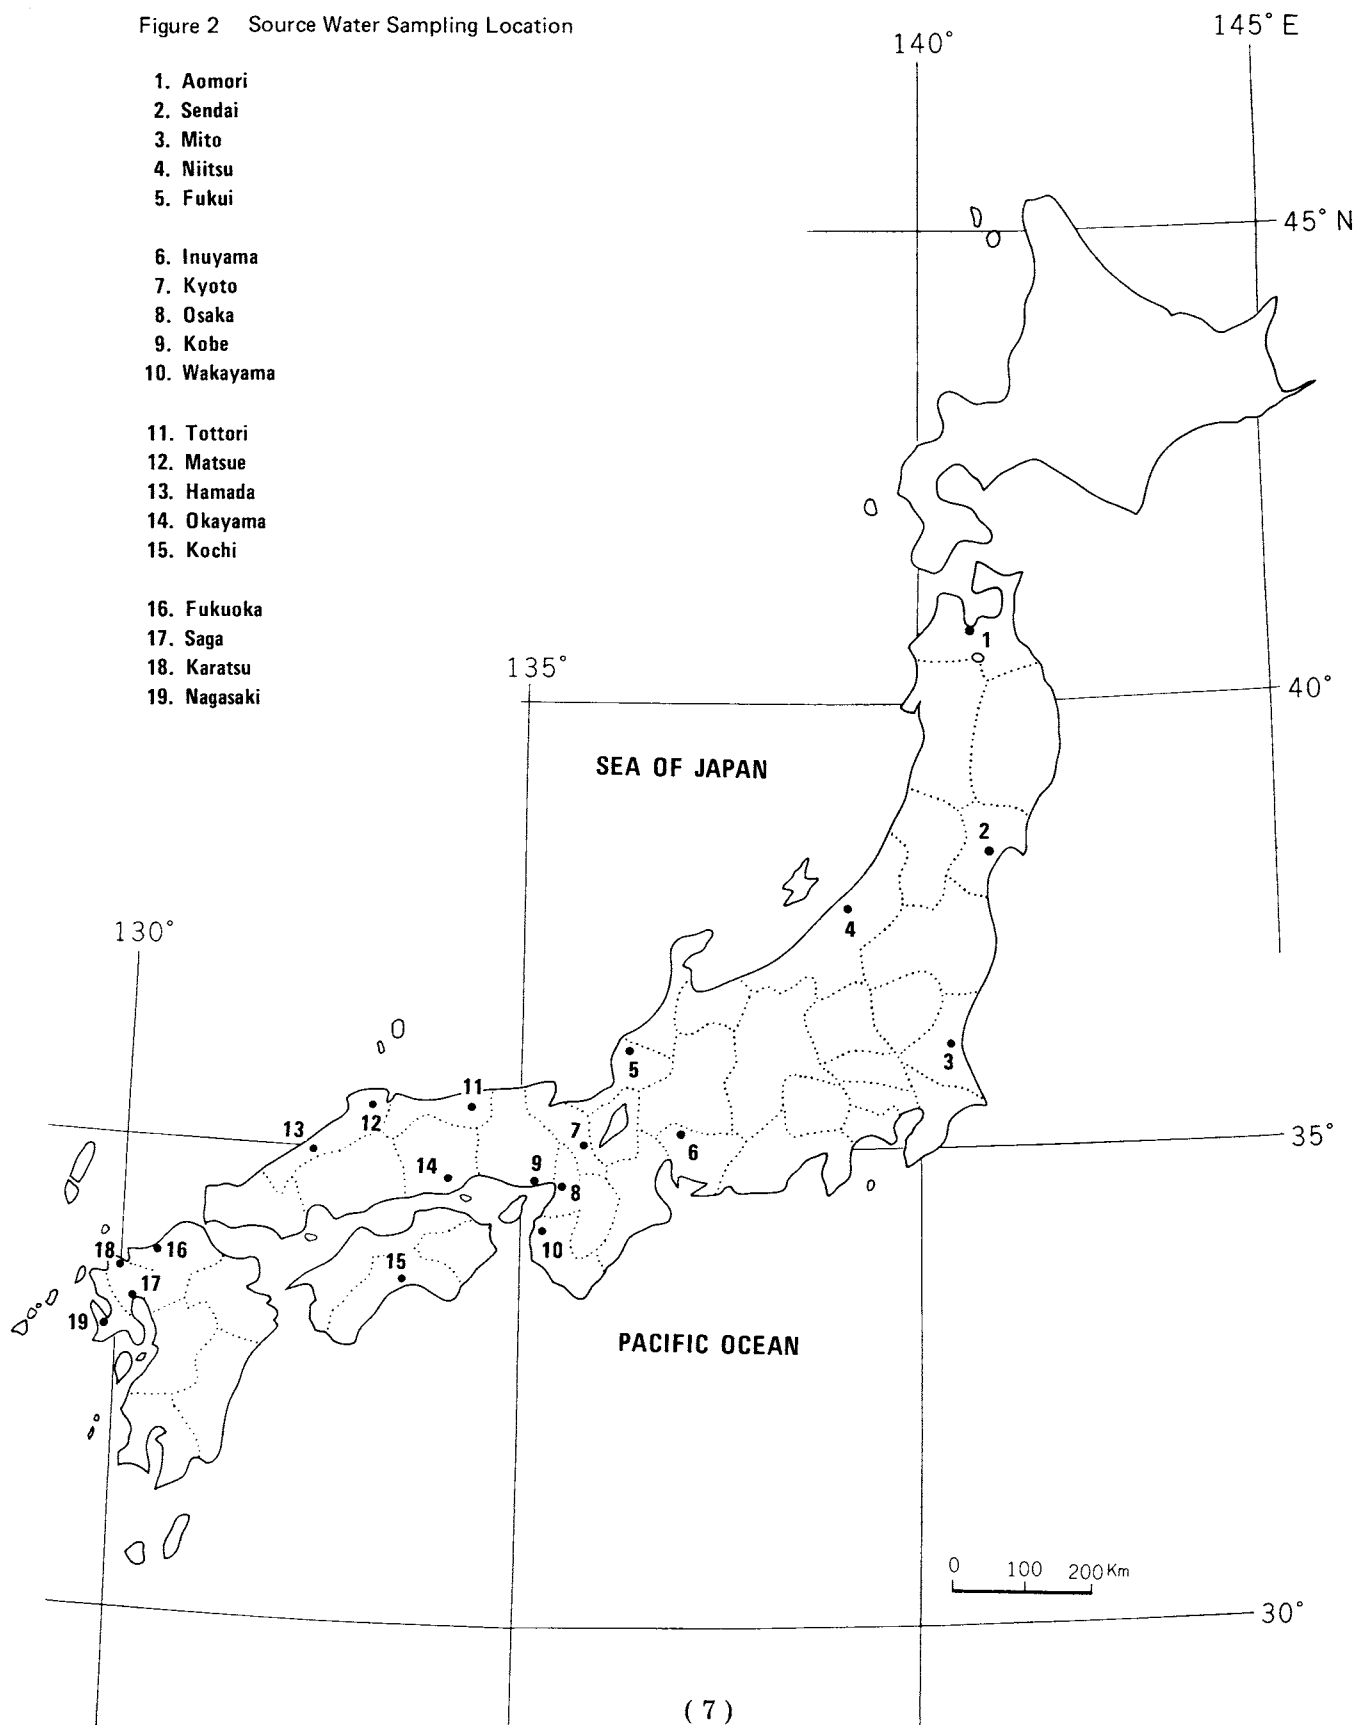 Figure 2 Source Water Sampling Location
1. Aomori
2. Sendai
3. Mito
4. Niitsu
5. Fukui
6. Inuyama
7. Kyoto
8. Osaka
9. Kobe
10. Wakayama
11. Tottori
12. Matsue
13. Hamada
14. Okayama
15. Kochi
16. Fukuoka
17. Saga
18. Karatsu
19. Nagasaki
140°
145° E
45° N
1
135°
40°
SEA OF JAPAN
2
4
130°
3
5
11
12
13
7
6
35°
14
9
8
10
18
16
15
17
19
PACIFIC OCEAN
0 100 200 Km
30°
( 7 )